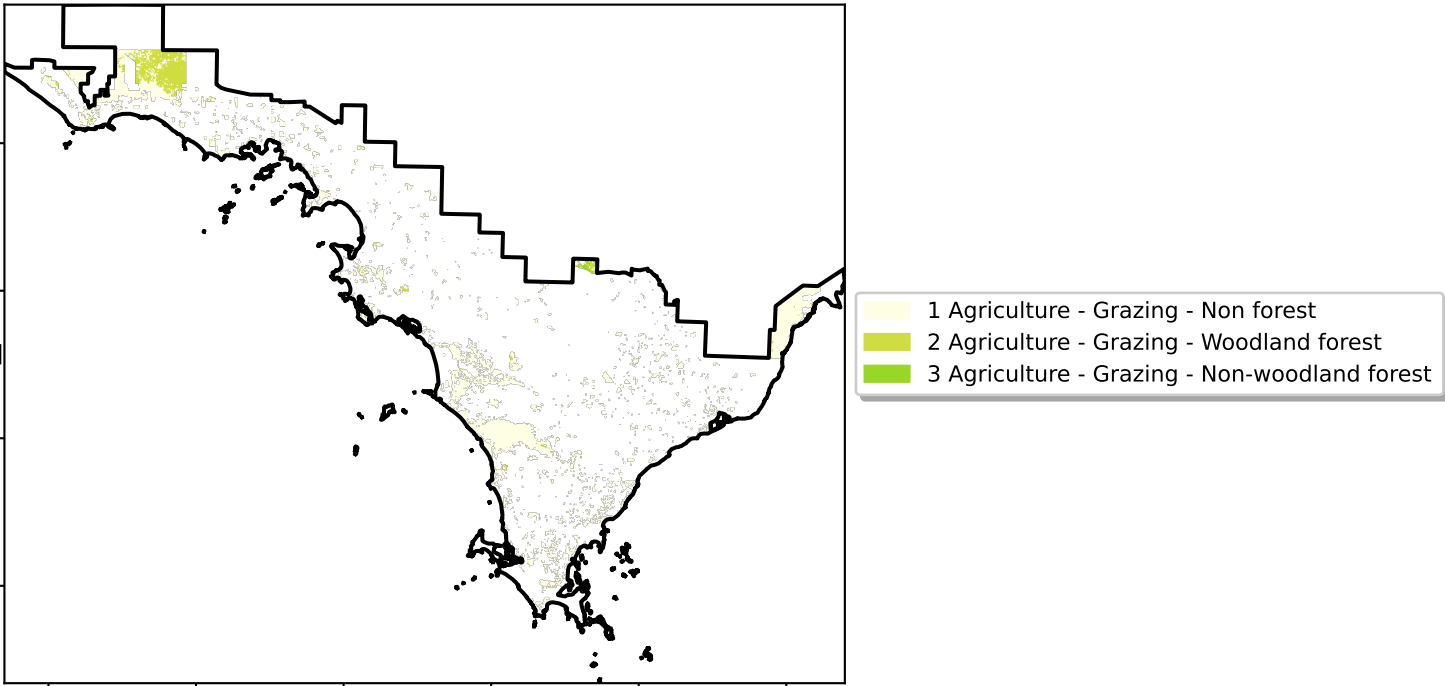 1 Agriculture - Grazing - Non forest
2 Agriculture - Grazing - Woodland forest
3 Agriculture - Grazing - Non-woodland forest